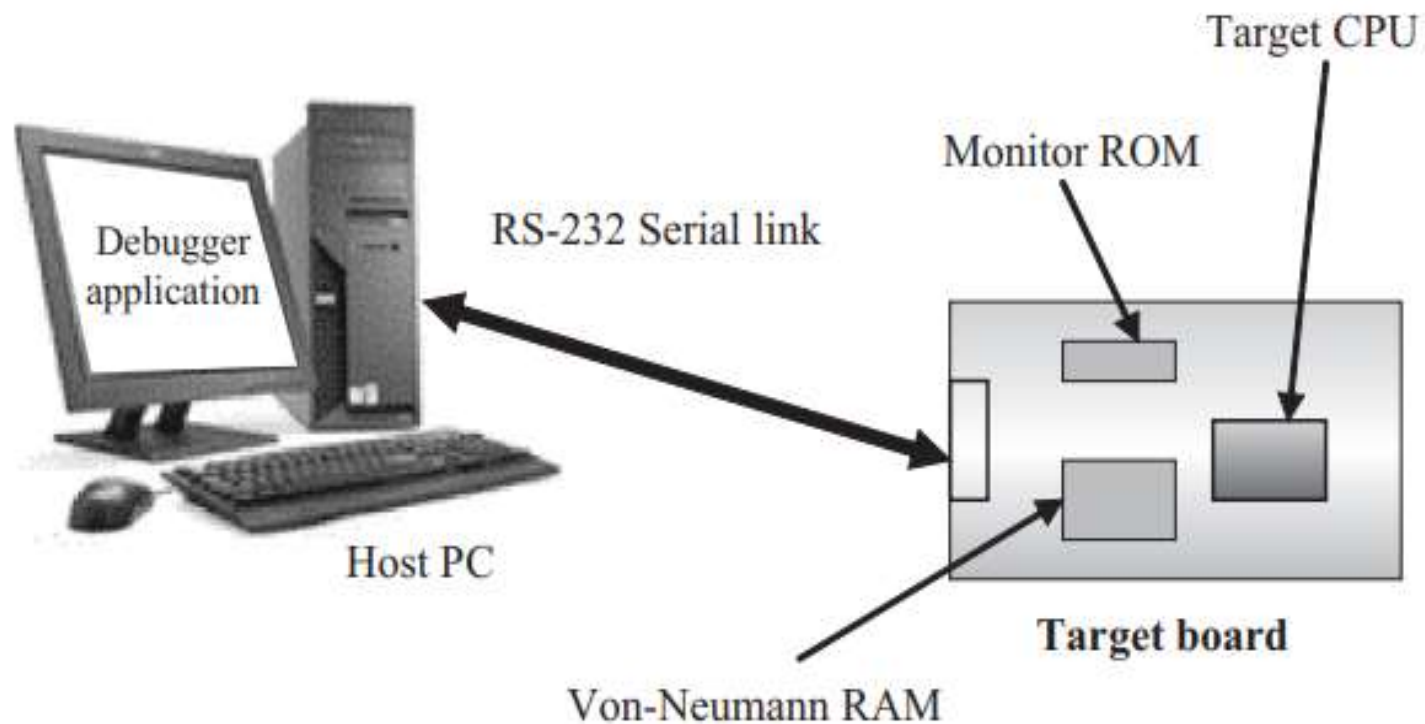 Target CPU
Monitor ROM
RS-232 Serial link
Debugger
application
Host PC
Target board
Von-Neumann RAM